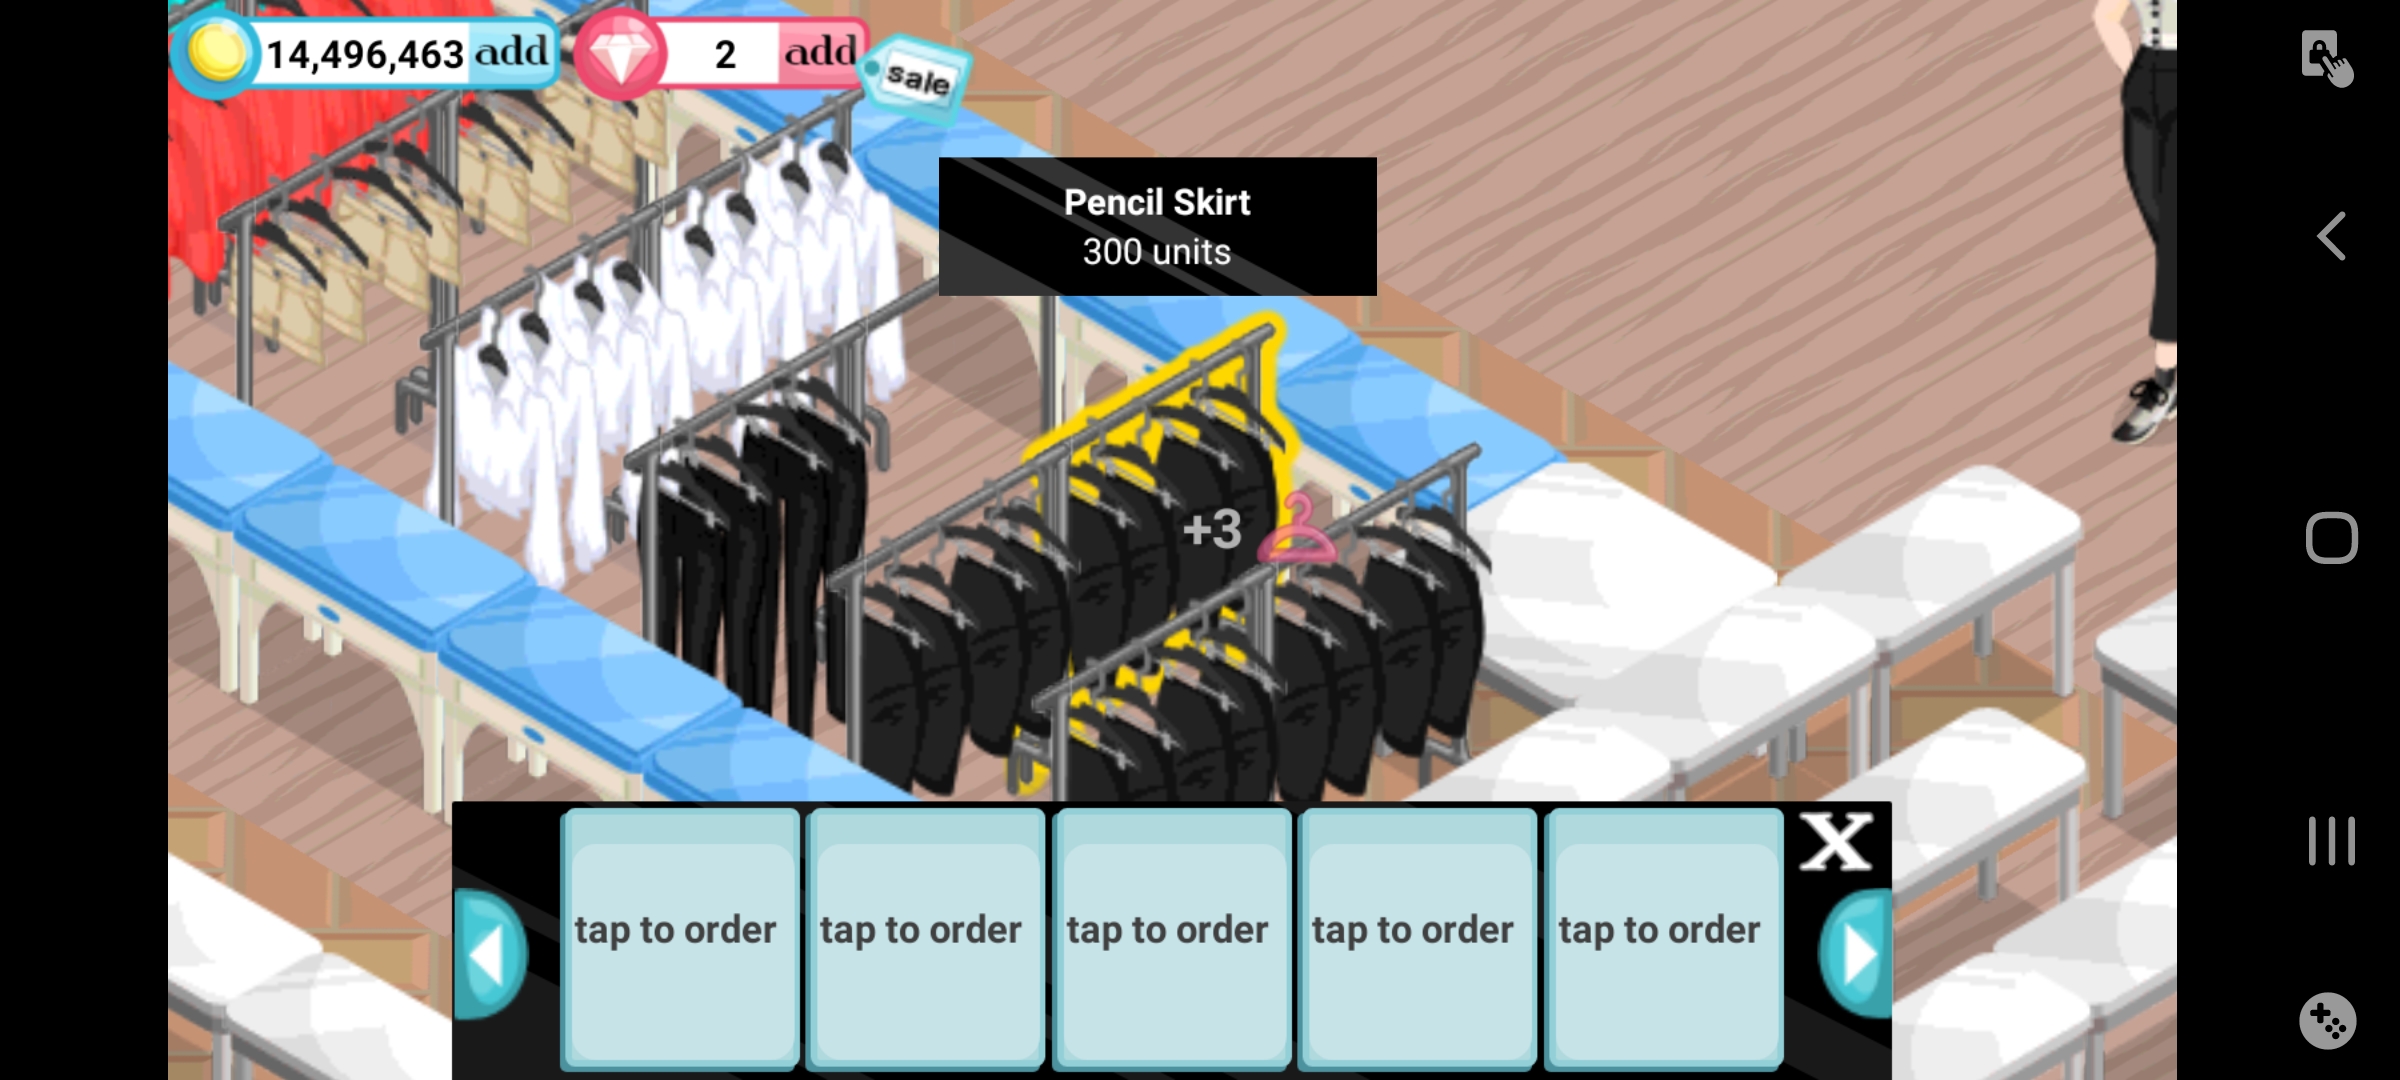 14,496,463 add
2 add
sale
Pencil Skirt
300 units
+3
tap to order
tap to order
tap to order
tap to order
tap to order
X